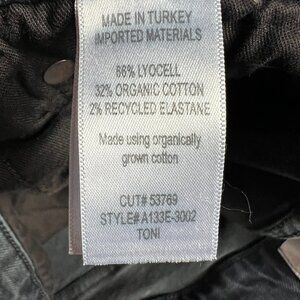 MADE IN TURKEY
IMPORTED MATERIALS
66% LYOCELL
32% ORGANIC COTTON
2% RECYCLED ELASTANE
Made using organically
grown cotton
CUT# 53769
STYLE# A133E-3002
TONI